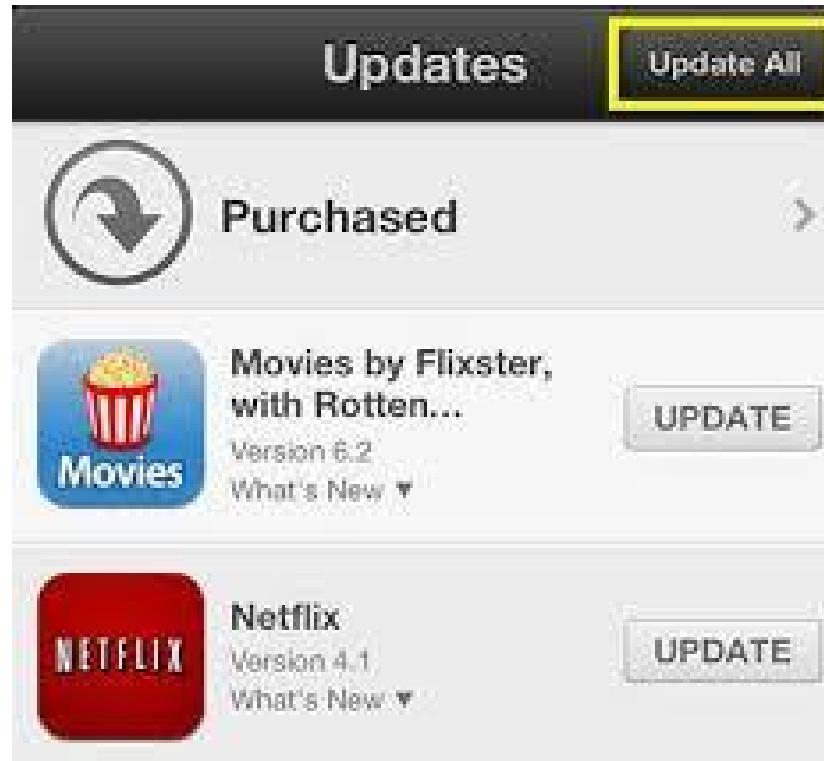 Updates
Update All
Purchased
Movies
Movies by Flixster,
with Rotten...
Version 6.2
What's New ▼
UPDATE
NETFLIX
Netflix
Version 4.1
What's New ▼
UPDATE